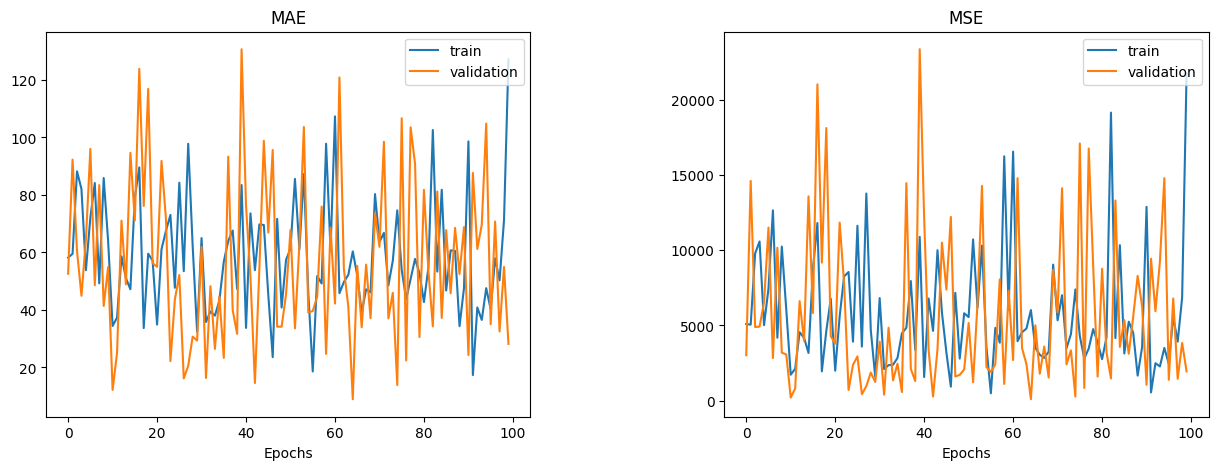 MAE
train
validation
120
100
80
60
40
20
0 20 40 60 80 100
Epochs
MSE
train
validation
20000
15000
10000
5000
0
0 20 40 60 80 100
Epochs